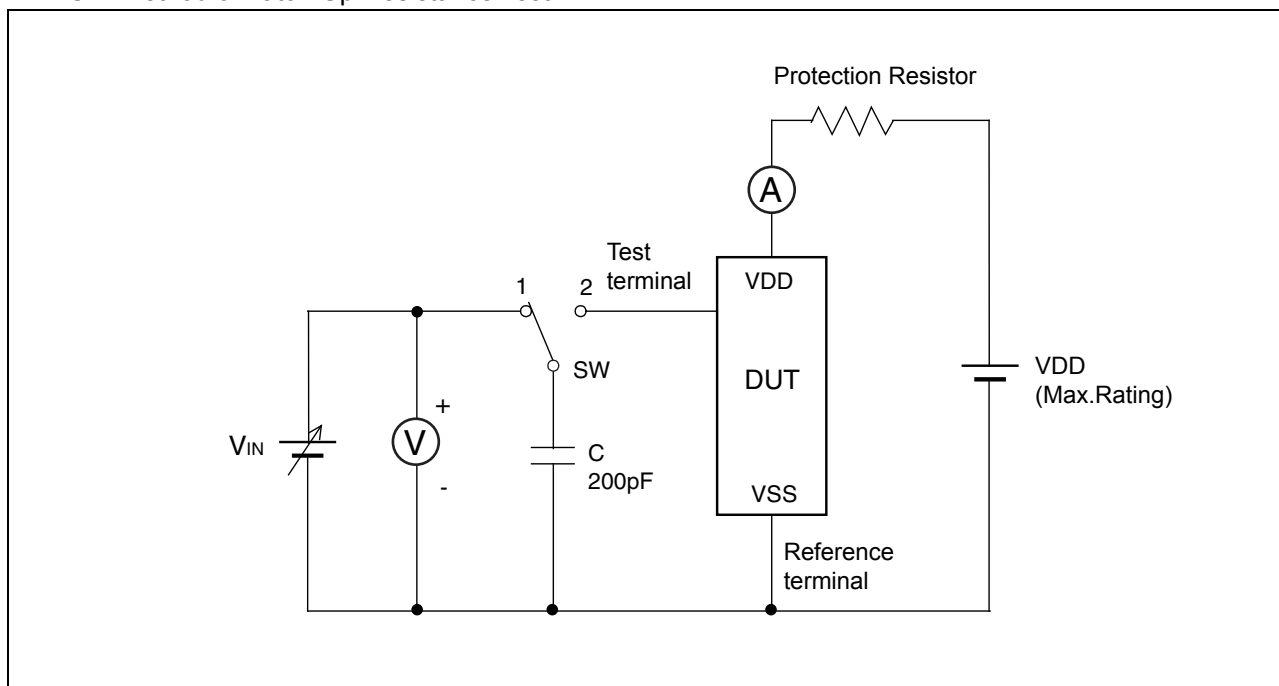 Protection Resistor
A
Test
terminal
1
2
VDD
SW
DUT
VDD
(Max.Rating)
VIN
+
V
-
C
200pF
VSS
Reference
terminal